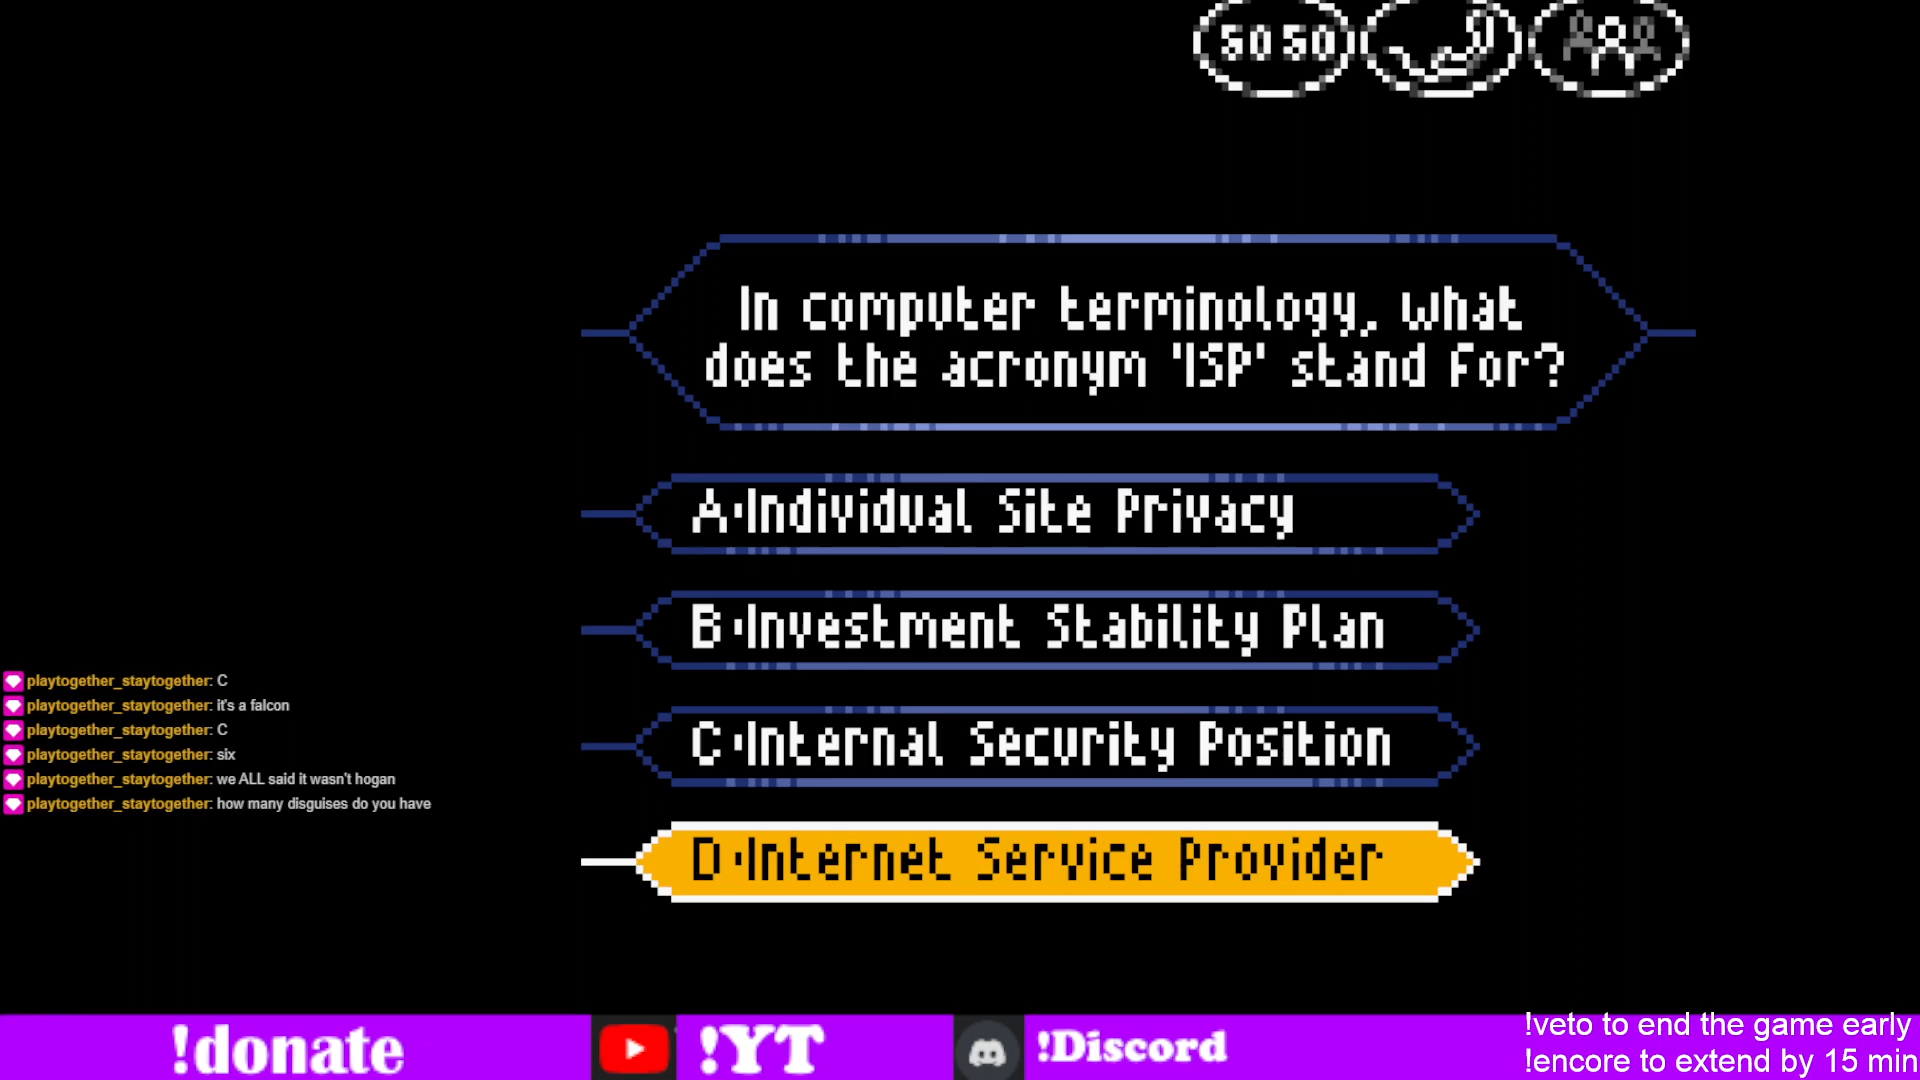 50 50
In computer terminology, what
does the acronym 'ISP' stand for?
A·Individual Site Privacy
B·Investment Stability Plan
C·Internal Security Position
D·Internet Service Provider
playtogether_staytogether: C
playtogether_staytogether: it's a falcon
playtogether_staytogether: C
playtogether_staytogether: six
playtogether_staytogether: we ALL said it wasn't hogan
playtogether_staytogether: how many disguises do you have
!donate
!YT
!Discord
!veto to end the game early
!encore to extend by 15 min